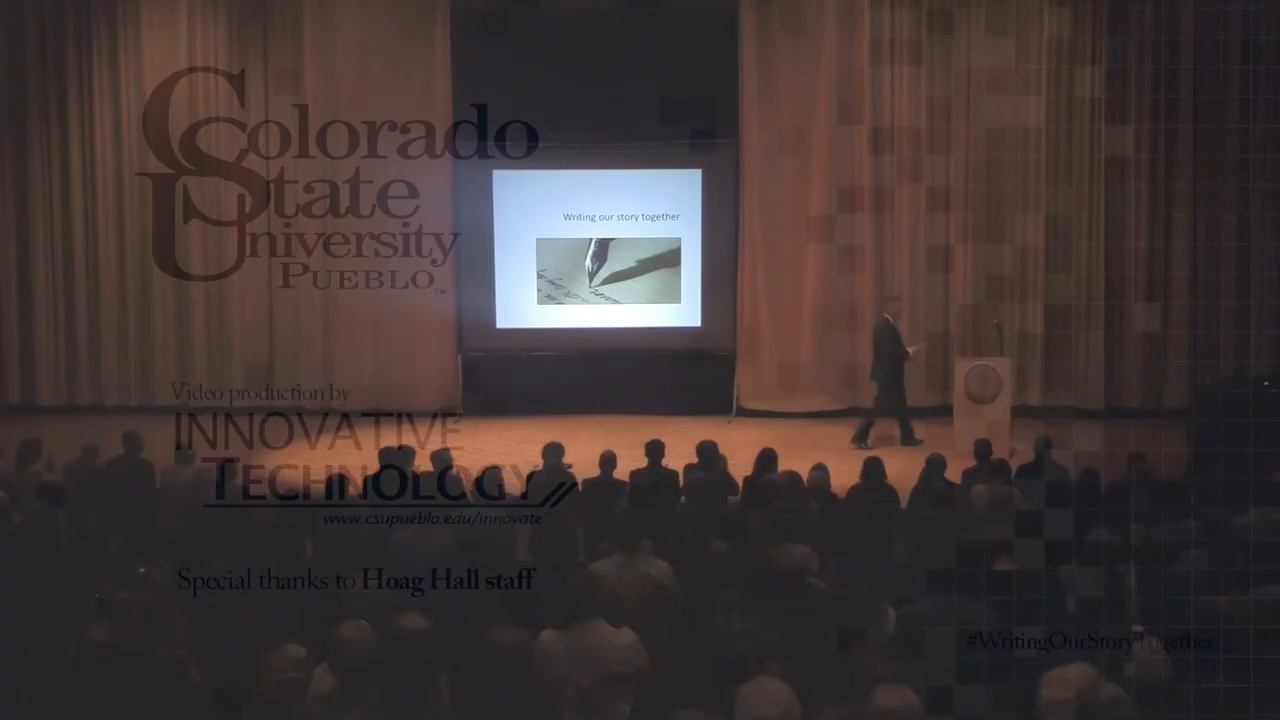 Colorado
State
University
PUEBLO™
Writing our story together
Video production by
INNOVATIVE
TECHNOLOGY
www.csupueblo.edu/innovate
Special thanks to Hoag Hall staff
#WritingOurStoryTogether